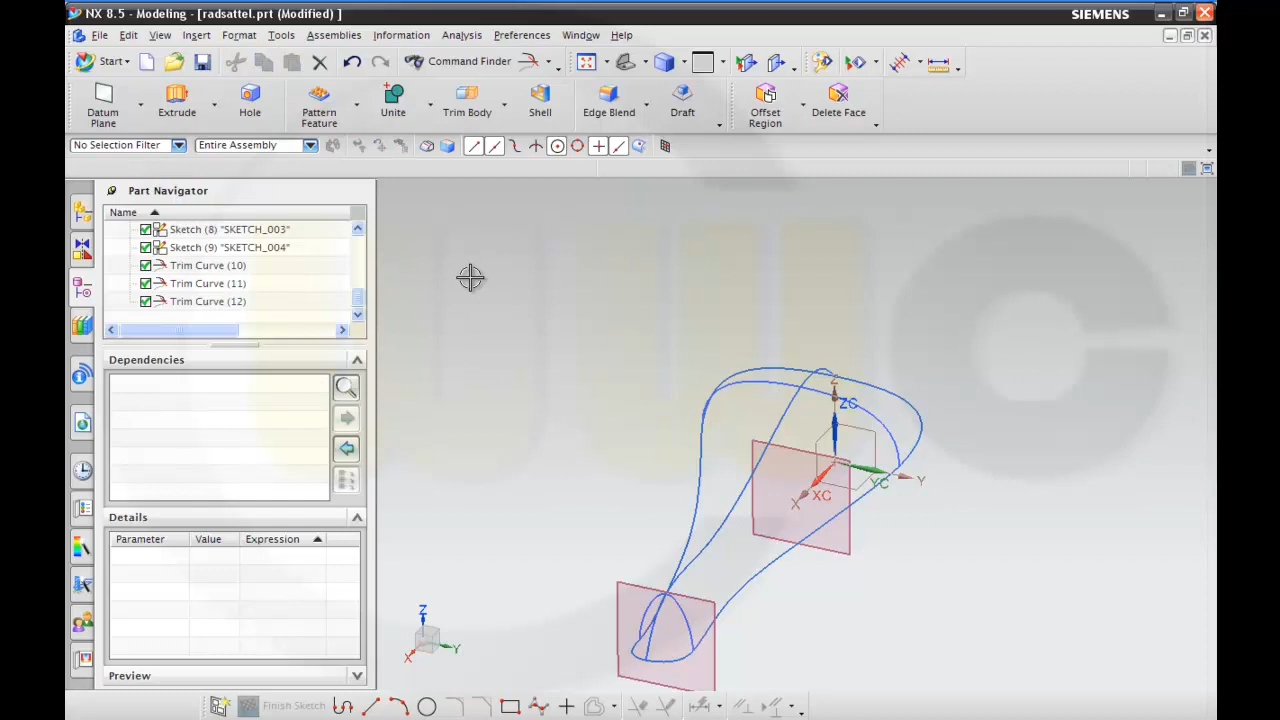 NX 8.5 - Modeling - [radsattel.prt (Modified) ]
SIEMENS
File Edit View Insert Format Tools Assemblies Information Analysis Preferences Window Help
Start Command Finder
Datum Plane Extrude Hole Pattern Feature Unite Trim Body Shell Edge Blend Draft Offset Region Delete Face
No Selection Filter Entire Assembly
Part Navigator
Name
Sketch (8) "SKETCH_003"
Sketch (9) "SKETCH_004"
Trim Curve (10)
Trim Curve (11)
Trim Curve (12)
Dependencies
Details
Parameter Value Expression
Preview
Z
ZC
XC
YC
X
Y
Z
X
Y
Finish Sketch